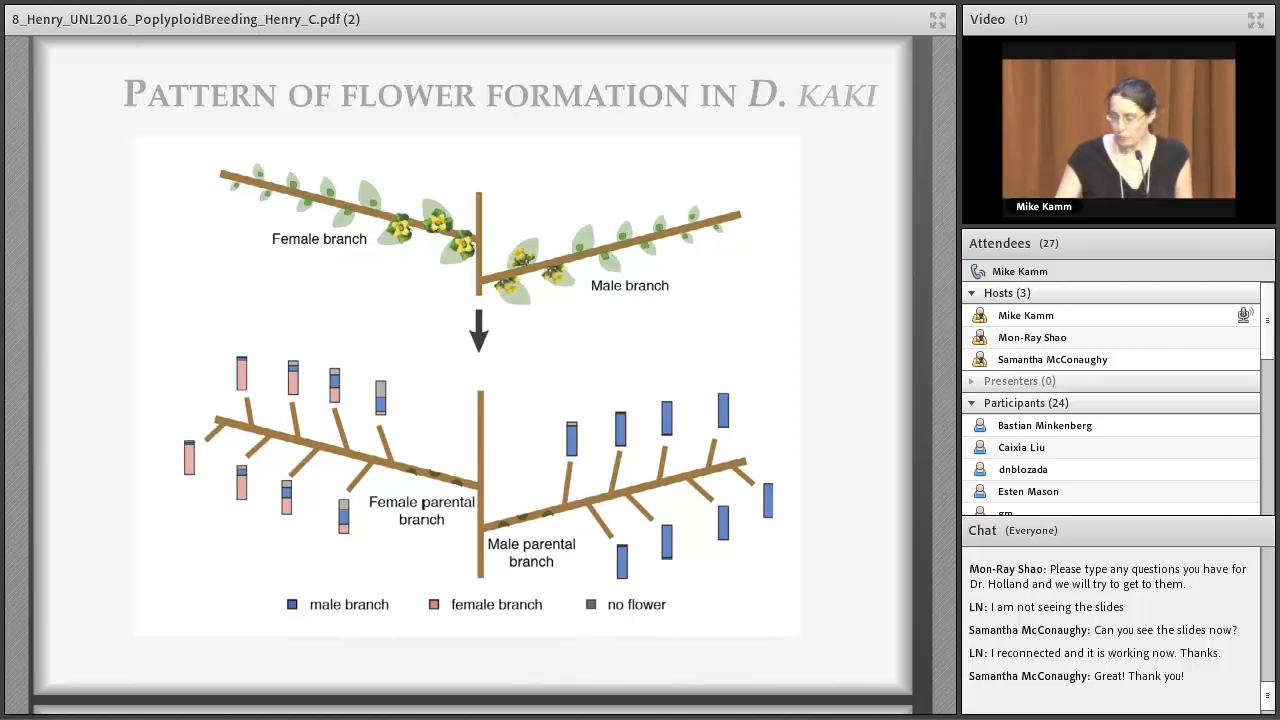 8_Henry_UNL2016_PoplyploidBreeding_Henry_C.pdf (2)
PATTERN OF FLOWER FORMATION IN D. KAKI
Female branch
Male branch
Female parental
branch
Male parental
branch
male branch
female branch
no flower
Video (1)
Mike Kamm
Attendees (27)
Mike Kamm
Hosts (3)
Mike Kamm
Mon-Ray Shao
Samantha McConaughy
Presenters (0)
Participants (24)
Bastian Minkenberg
Caixia Liu
dnblozada
Esten Mason
gm
Chat (Everyone)
Mon-Ray Shao: Please type any questions you have for
Dr. Holland and we will try to get to them.
LN: I am not seeing the slides
Samantha McConaughy: Can you see the slides now?
LN: I reconnected and it is working now. Thanks.
Samantha McConaughy: Great! Thank you!